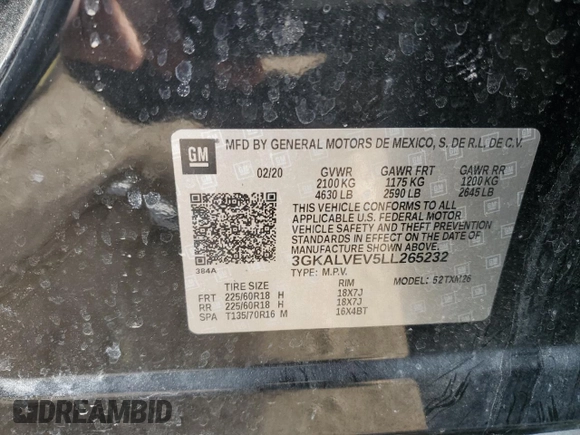 GM
MFD BY GENERAL MOTORS DE MEXICO, S. DE R.L. DE C.V.
02/20 GVWR GAWR FRT GAWR RR
2100 KG 1175 KG 1200 KG
4630 LB 2590 LB 2645 LB
THIS VEHICLE CONFORMS TO ALL
APPLICABLE U.S. FEDERAL MOTOR
VEHICLE SAFETY, BUMPER, AND
THEFT PREVENTION STANDARDS IN
EFFECT ON THE DATE OF
MANUFACTURE SHOWN ABOVE.
384A 3GKALVEV5LL265232
TYPE: M.P.V. MODEL: 52TXM26
TIRE SIZE RIM
FRT 225/60R18 H 18X7J
RR 225/60R18 H 18X7J
SPA T135/70R16 M 16X4BT
DREAMBID